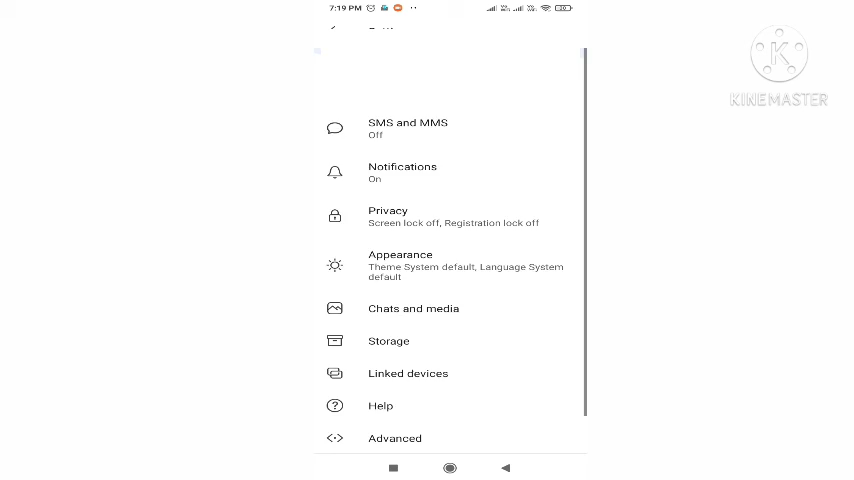 7:19 PM
SMS and MMS
Off
Notifications
On
Privacy
Screen lock off, Registration lock off
Appearance
Theme System default, Language System
default
Chats and media
Storage
Linked devices
Help
Advanced
KINEMASTER